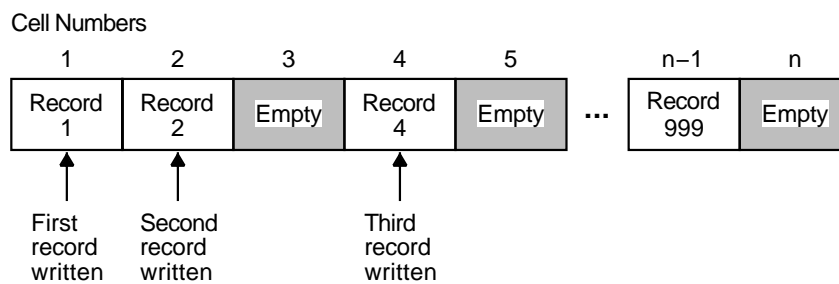 Cell Numbers
1 2 3 4 5 n–1 n
Record 1
Record 2
Empty
Record 4
Empty
...
Record 999
Empty
First record written
Second record written
Third record written